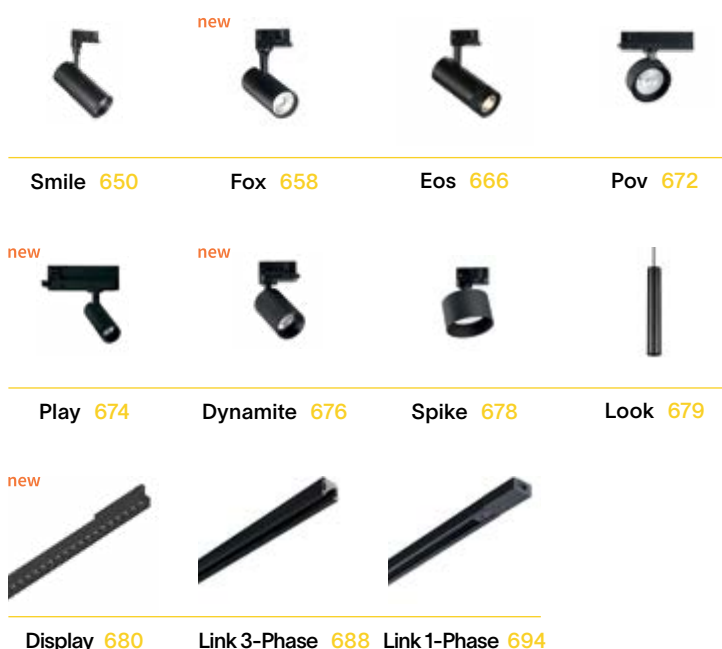 new
Smile 650 Fox 658 Eos 666 Pov 672
new new
Play 674 Dynamite 676 Spike 678 Look 679
new
Display 680 Link 3-Phase 688 Link 1-Phase 694